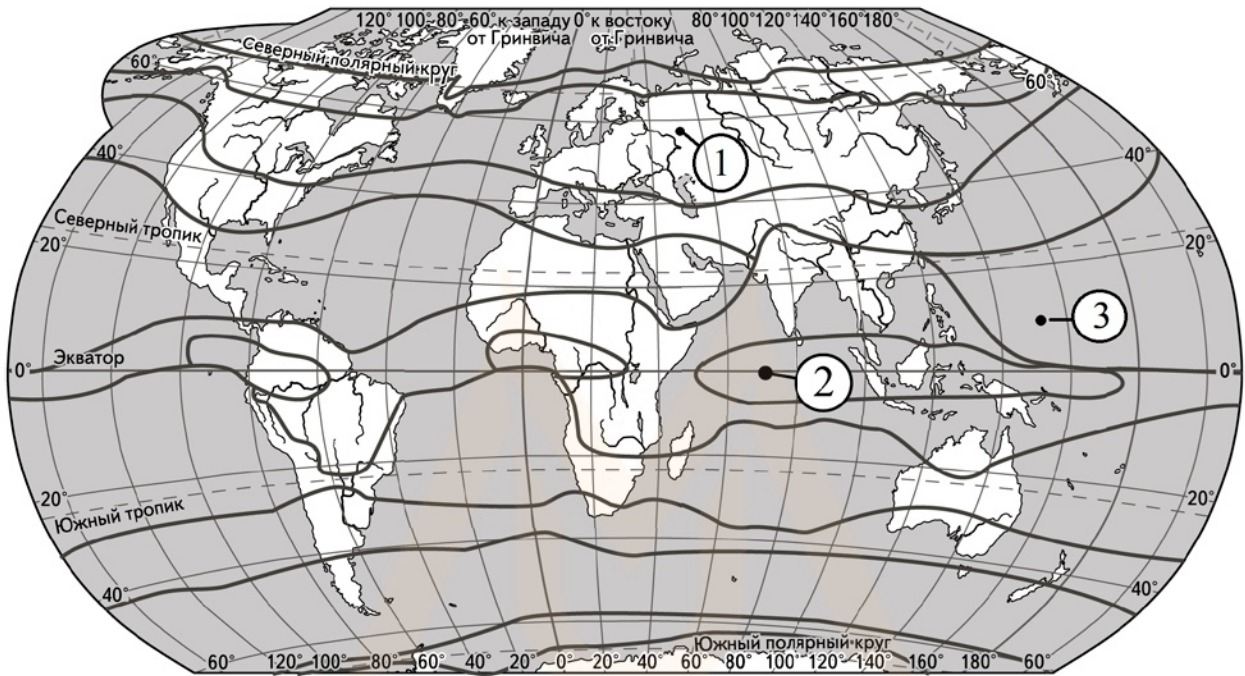 120° 100° 80° 60° к западу 0° к востоку 80° 100° 120° 140° 160° 180°
от Гринвича от Гринвича
Северный полярный круг
60° 60°
1
40° 40°
Северный тропик
20° 20°
3
Экватор
0° 0°
2
20° 20°
Южный тропик
40° 40°
Южный полярный круг
60° 120° 100° 80° 60° 40° 20° 0° 20° 40° 60° 80° 100° 120° 140° 160° 180° 60°